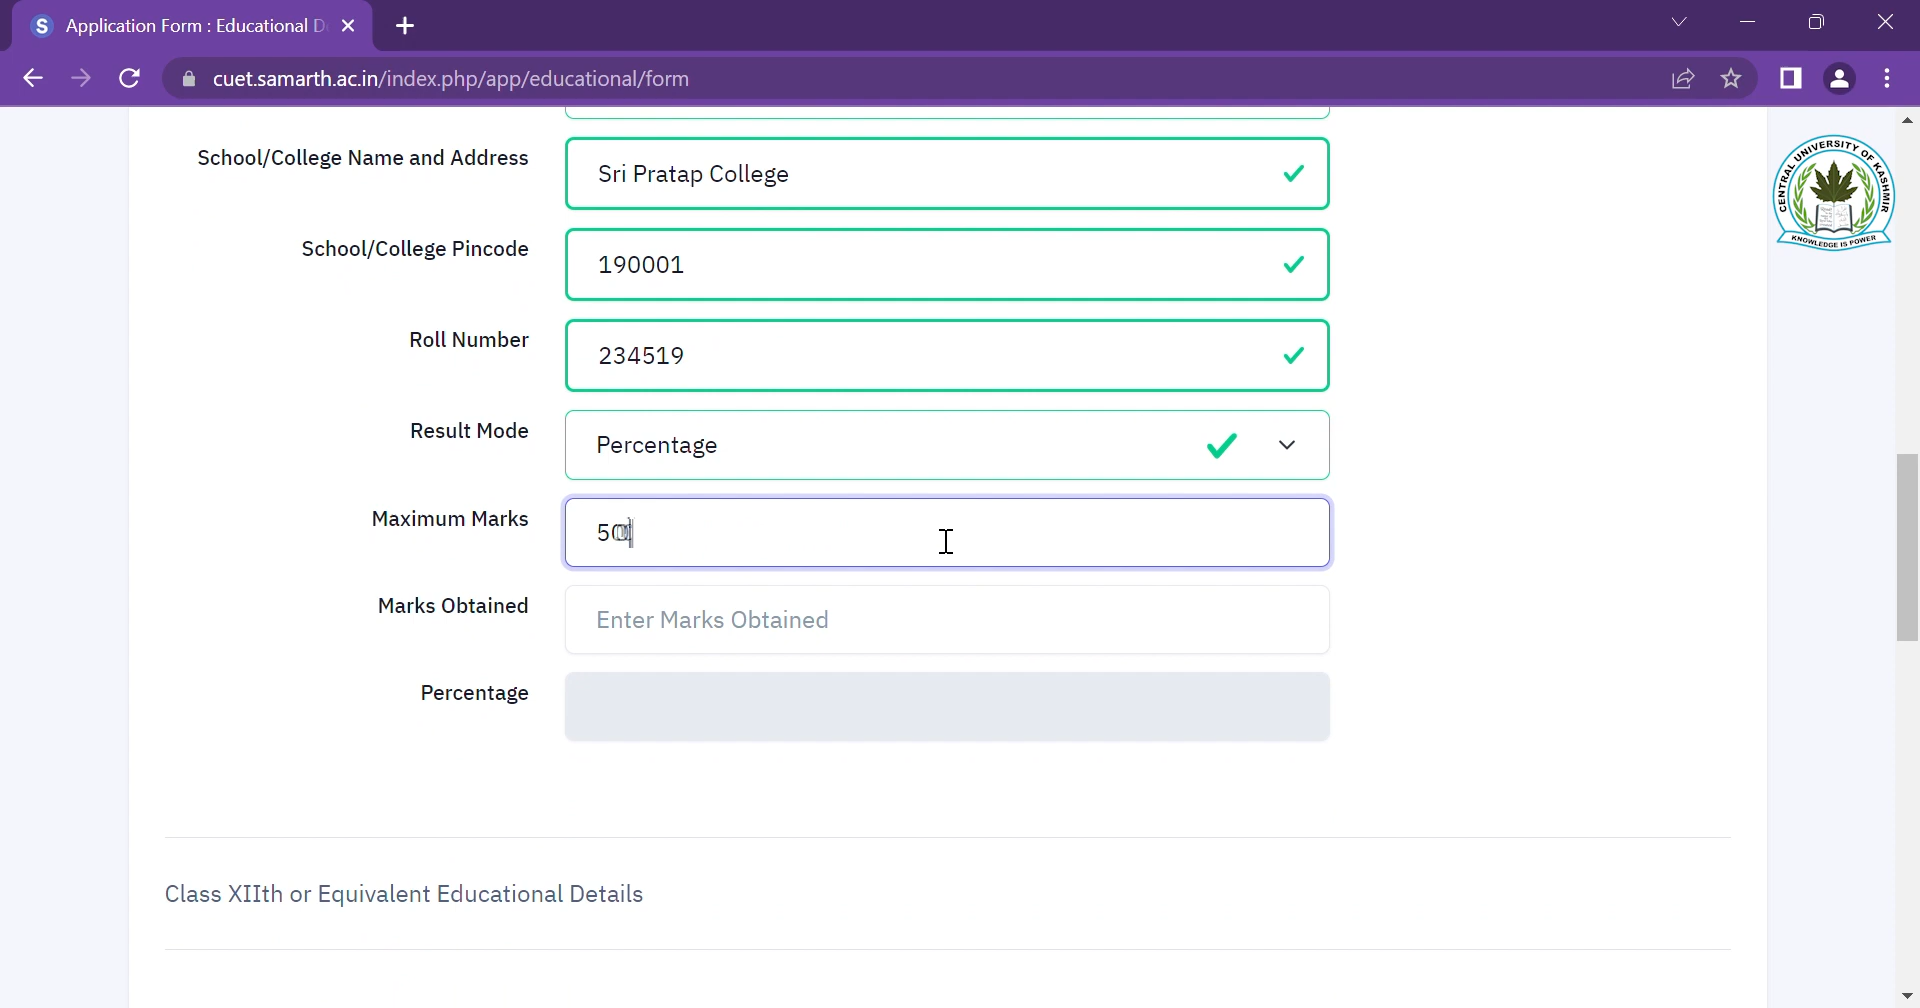 Application Form : Educational D
cuet.samarth.ac.in/index.php/app/educational/form
CENTRAL UNIVERSITY OF KASHMIR
KNOWLEDGE IS POWER
School/College Name and Address
Sri Pratap College
School/College Pincode
190001
Roll Number
234519
Result Mode
Percentage
Maximum Marks
Marks Obtained
Enter Marks Obtained
Percentage
Class XIIth or Equivalent Educational Details